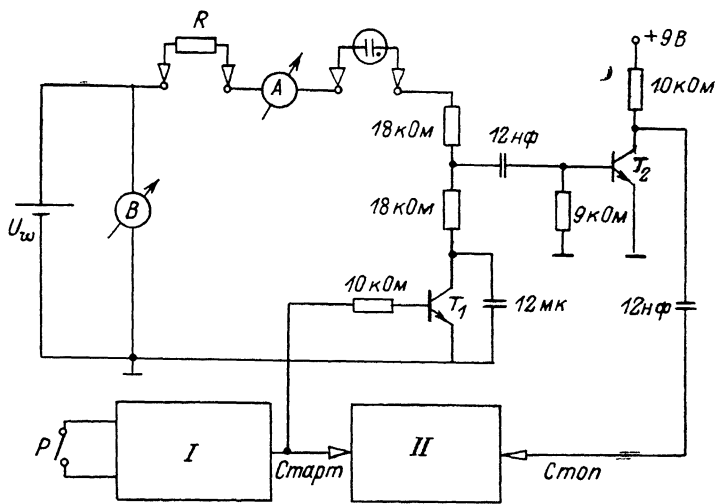 R
+9В
10кОм
A
18кОм
12нф
T2
В
18кОм
9кОм
Uш
10кОм
T1
12мк
12нф
P
I
Старт
II
Стоп